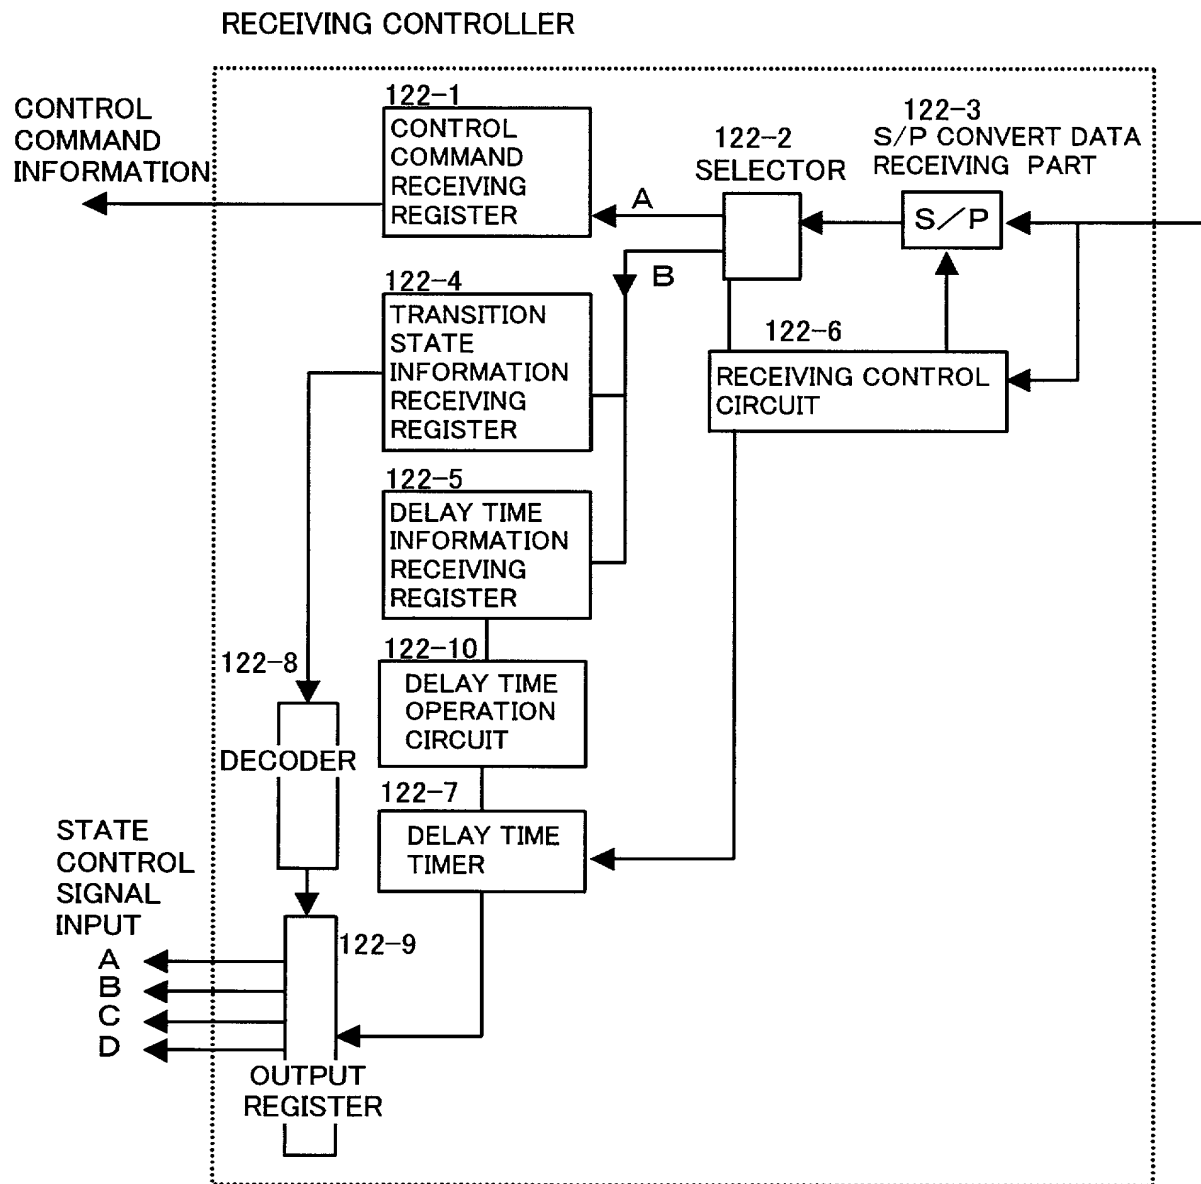 RECEIVING CONTROLLER
CONTROL
COMMAND
INFORMATION
122-1
CONTROL
COMMAND
RECEIVING
REGISTER
A
B
122-2
SELECTOR
122-3
S/P CONVERT DATA
RECEIVING PART
S/P
122-4
TRANSITION
STATE
INFORMATION
RECEIVING
REGISTER
122-6
RECEIVING CONTROL
CIRCUIT
122-5
DELAY TIME
INFORMATION
RECEIVING
REGISTER
122-8
DECODER
122-10
DELAY TIME
OPERATION
CIRCUIT
122-7
DELAY TIME
TIMER
STATE
CONTROL
SIGNAL
INPUT
A
B
C
D
122-9
OUTPUT
REGISTER